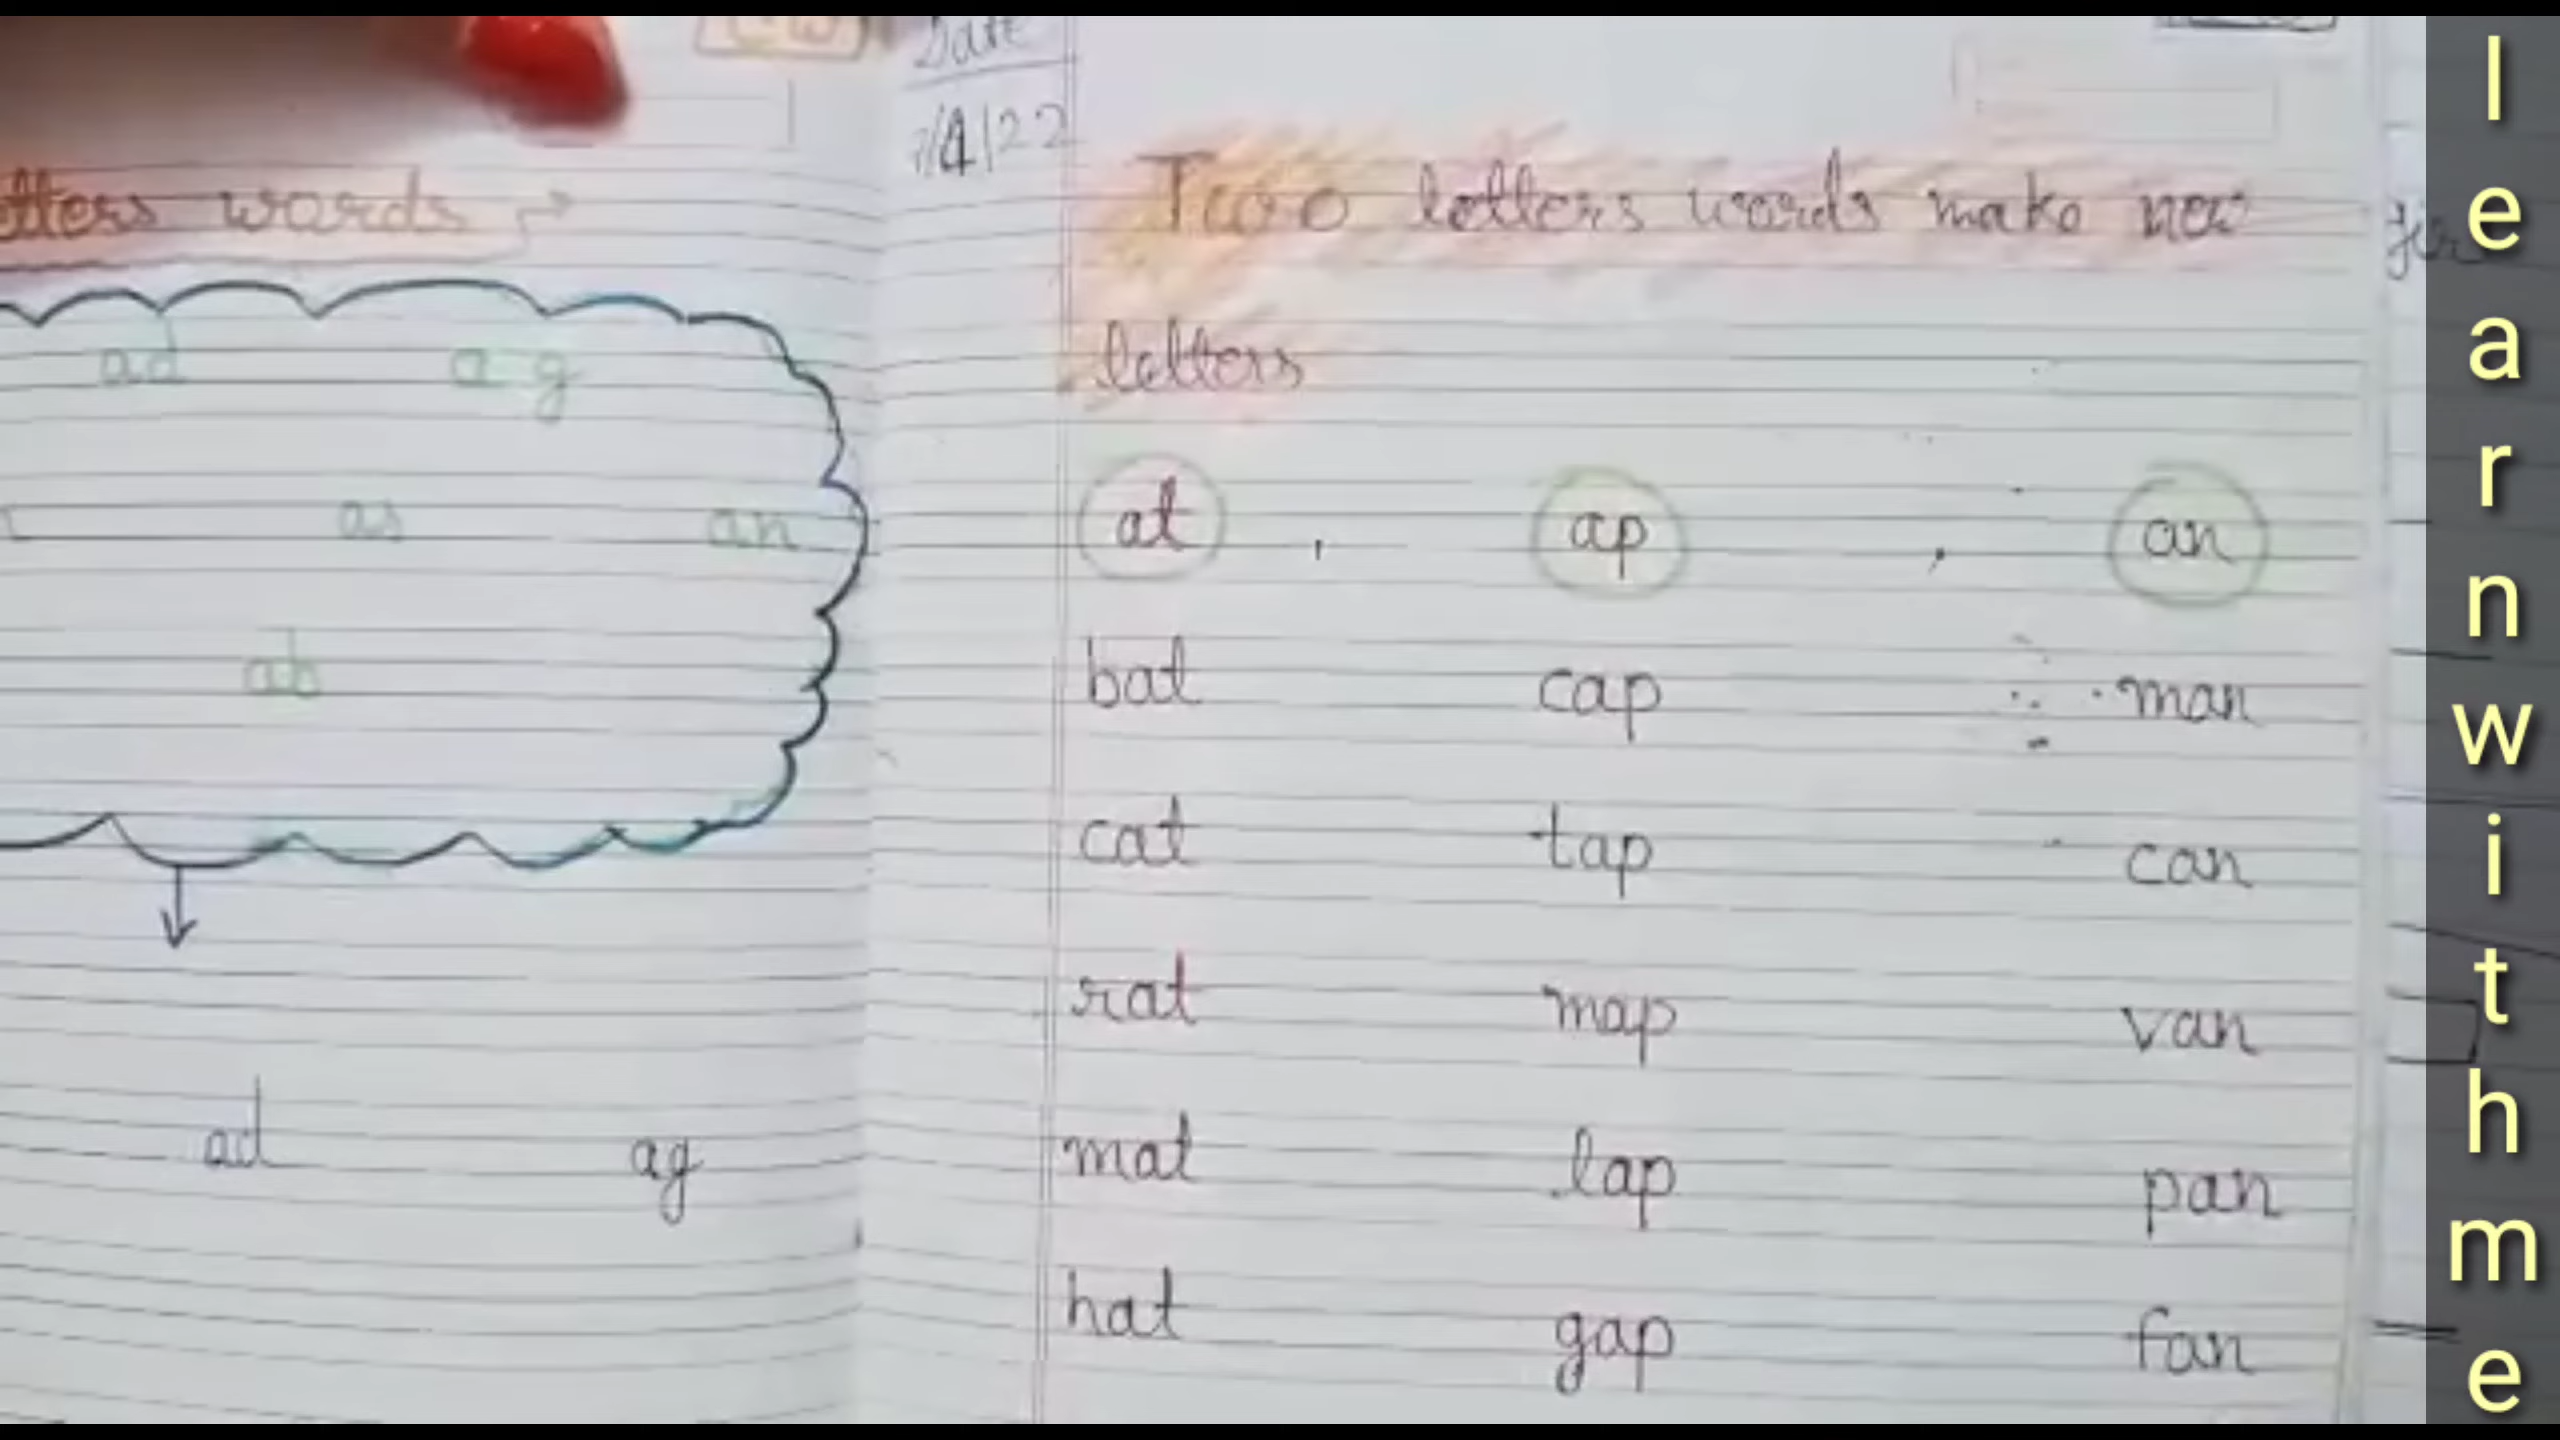 Date
7/4/22
etters words
ad ag
as an
ab
ad ag
Two letters words make new
letters
at , ap , an
bat cap man
cat tap can
rat map van
mat lap pan
hat gap fan
learn with me